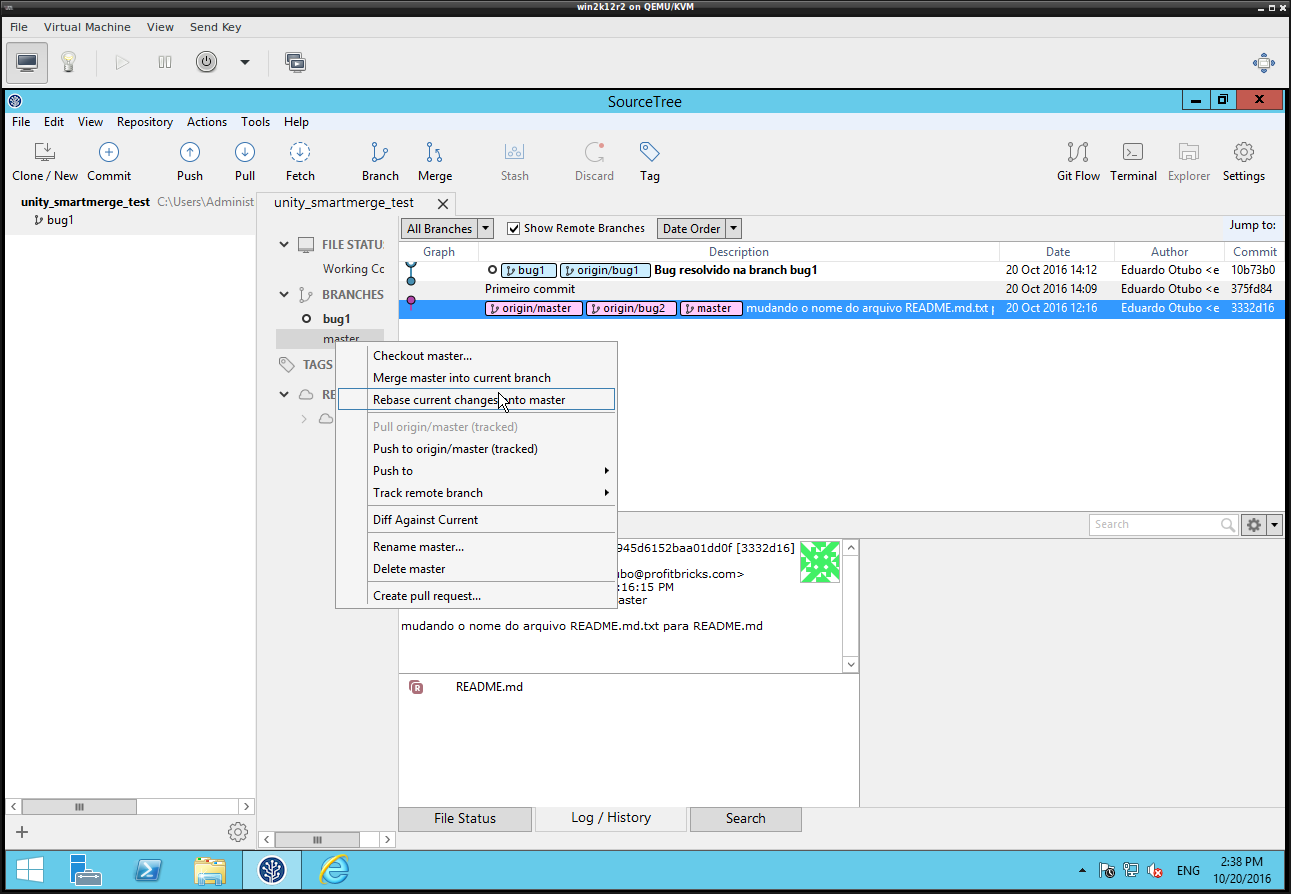 win2k12r2 on QEMU/KVM
File Virtual Machine View Send Key
SourceTree
File Edit View Repository Actions Tools Help
Clone / New Commit Push Pull Fetch Branch Merge Stash Discard Tag Git Flow Terminal Explorer Settings
unity_smartmerge_test C:\Users\Administ
bug1
unity_smartmerge_test
FILE STATU
Working Co
BRANCHES
bug1
master
TAGS
RE
All Branches Show Remote Branches Date Order Jump to:
Graph Description Date Author Commit
bug1 origin/bug1 Bug resolvido na branch bug1 20 Oct 2016 14:12 Eduardo Otubo <e 10b73b0
Primeiro commit 20 Oct 2016 14:09 Eduardo Otubo <e 375fd84
origin/master origin/bug2 master mudando o nome do arquivo README.md.txt p 20 Oct 2016 12:16 Eduardo Otubo <e 3332d16
Checkout master...
Merge master into current branch
Rebase current changes onto master
Pull origin/master (tracked)
Push to origin/master (tracked)
Push to
Track remote branch
Diff Against Current
Rename master...
Delete master
Create pull request...
Search
945d6152baa01dd0f [3332d16]
ubo@profitbricks.com>
:16:15 PM
aster
mudando o nome do arquivo README.md.txt para README.md
R README.md
File Status Log / History Search
ENG 2:38 PM
10/20/2016